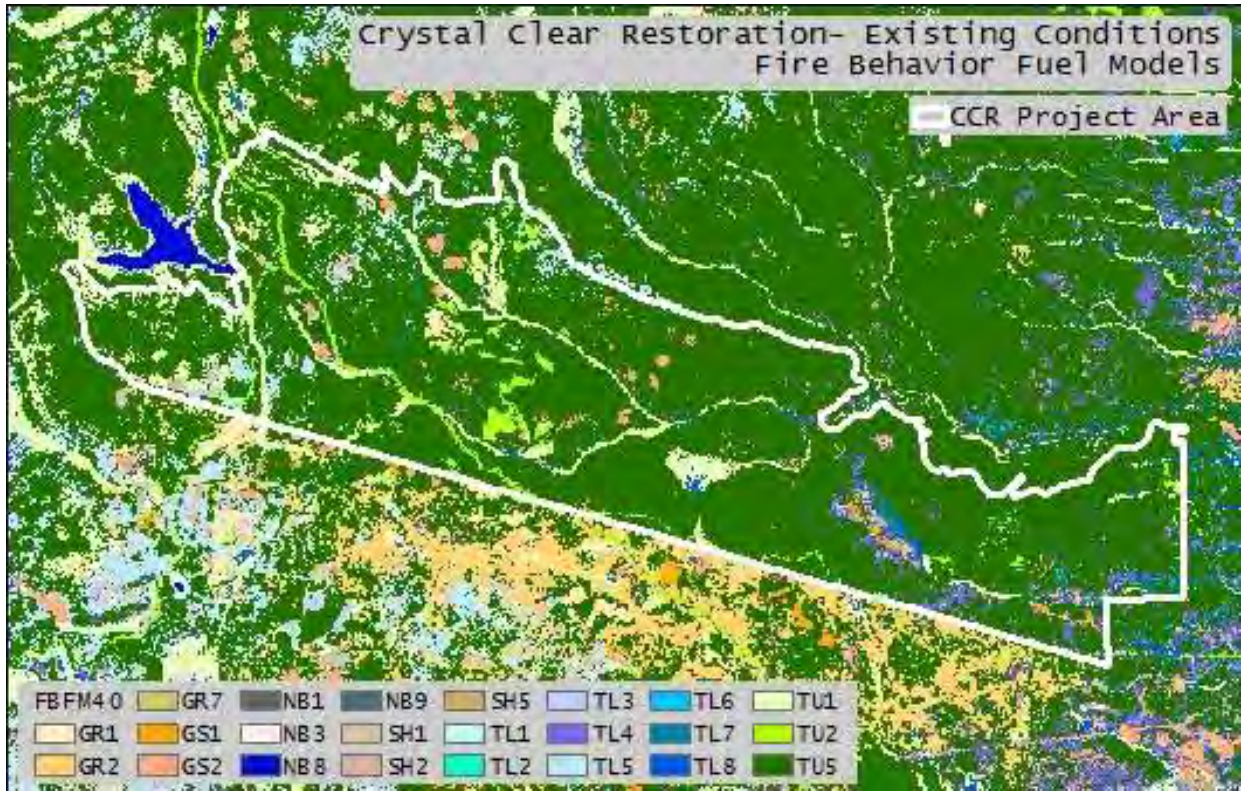 Crystal Clear Restoration- Existing Conditions
Fire Behavior Fuel Models
CCR Project Area
FBFM40 GR7 NB1 NB9 SH5 TL3 TL6 TU1
GR1 GS1 NB3 SH1 TL1 TL4 TL7 TU2
GR2 GS2 NB8 SH2 TL2 TL5 TL8 TU5